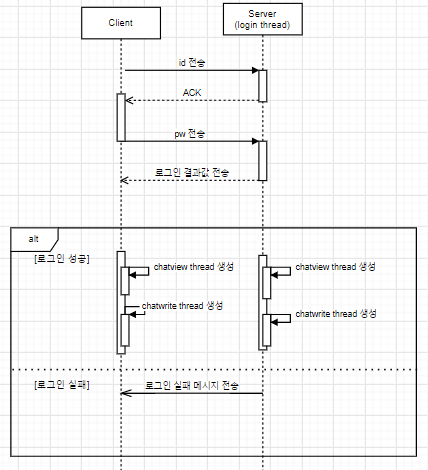 Client
Server
(login thread)
id 전송
ACK
pw 전송
로그인 결과값 전송
alt
[로그인 성공]
chatview thread 생성
chatview thread 생성
chatwrite thread 생성
chatwrite thread 생성
[로그인 실패]
로그인 실패 메시지 전송